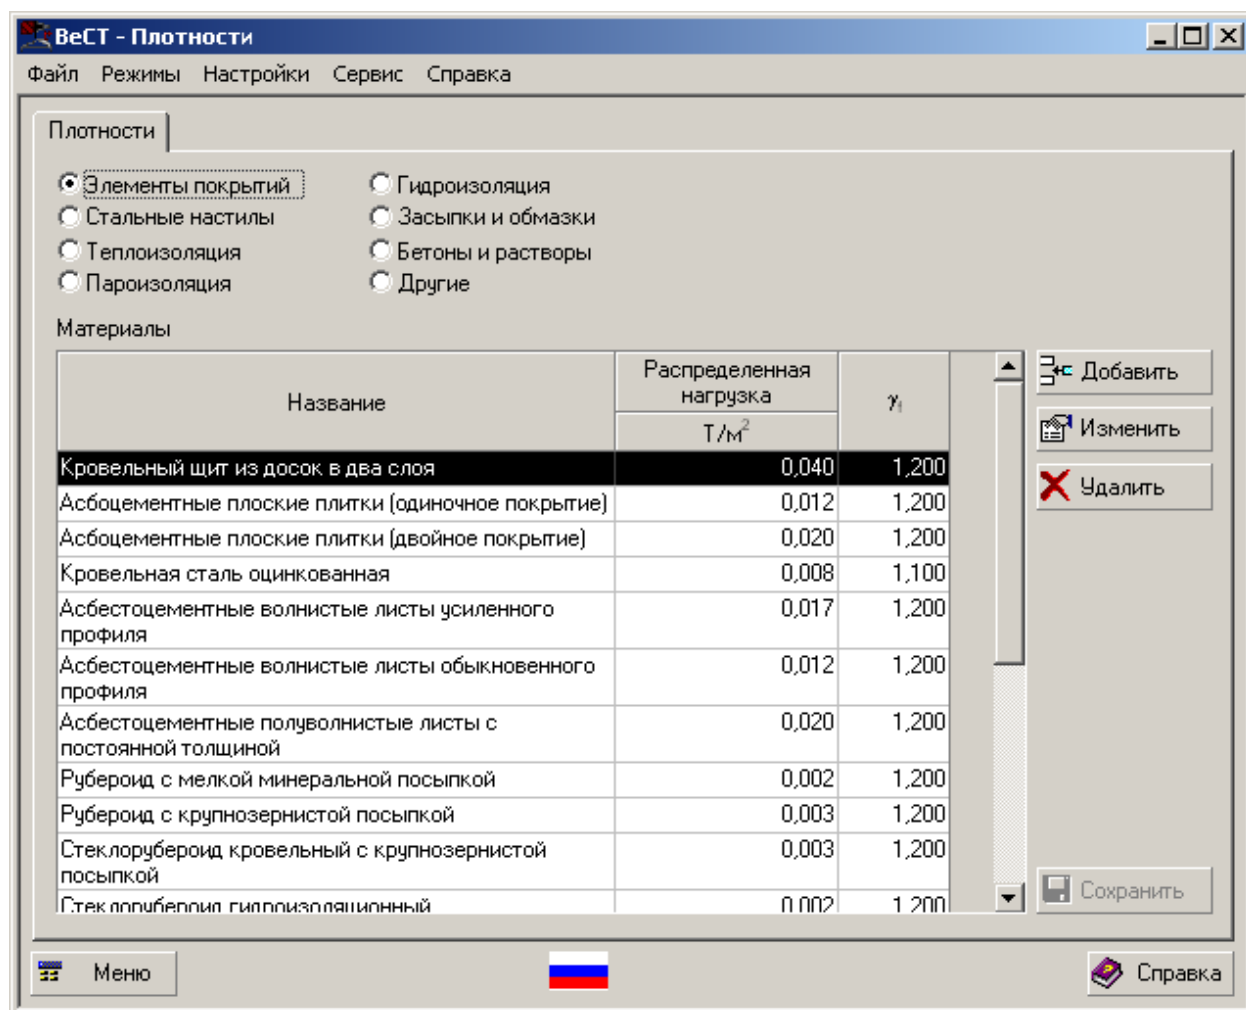 ВеСТ - Плотности
Файл Режимы Настройки Сервис Справка
Плотности
Элементы покрытий
Гидроизоляция
Стальные настилы
Засыпки и обмазки
Теплоизоляция
Бетоны и растворы
Пароизоляция
Другие
Материалы
Название
Распределенная
нагрузка
Т/м²
γf
Добавить
Изменить
Удалить
Кровельный щит из досок в два слоя 0,040 1,200
Асбоцементные плоские плитки (одиночное покрытие) 0,012 1,200
Асбоцементные плоские плитки (двойное покрытие) 0,020 1,200
Кровельная сталь оцинкованная 0,008 1,100
Асбестоцементные волнистые листы усиленного 0,017 1,200
профиля
Асбестоцементные волнистые листы обыкновенного 0,012 1,200
профиля
Асбестоцементные полуволнистые листы с 0,020 1,200
постоянной толщиной
Рубероид с мелкой минеральной посыпкой 0,002 1,200
Рубероид с крупнозернистой посыпкой 0,003 1,200
Стеклорубероид кровельный с крупнозернистой 0,003 1,200
посыпкой
Стеклорубероид гидроизоляционный 0,002 1,200
Сохранить
Меню
Справка